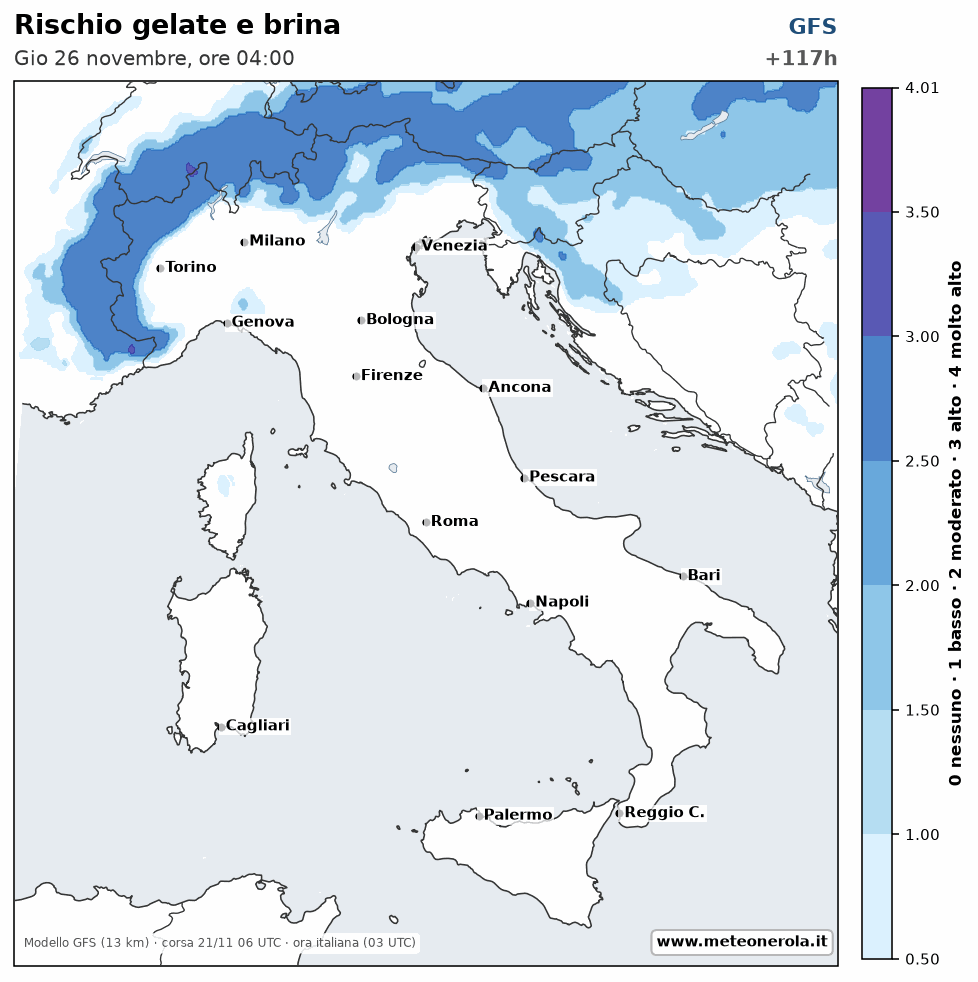 Rischio gelate e brina
GFS
Gio 26 novembre, ore 04:00
+117h
4.01
3.50
3.00
2.50
2.00
1.50
1.00
0.50
0 nessuno · 1 basso · 2 moderato · 3 alto · 4 molto alto
Milano
Venezia
Torino
Genova
Bologna
Firenze
Ancona
Pescara
Roma
Bari
Napoli
Cagliari
Palermo
Reggio C.
Modello GFS (13 km) · corsa 21/11 06 UTC · ora italiana (03 UTC)
www.meteonerola.it